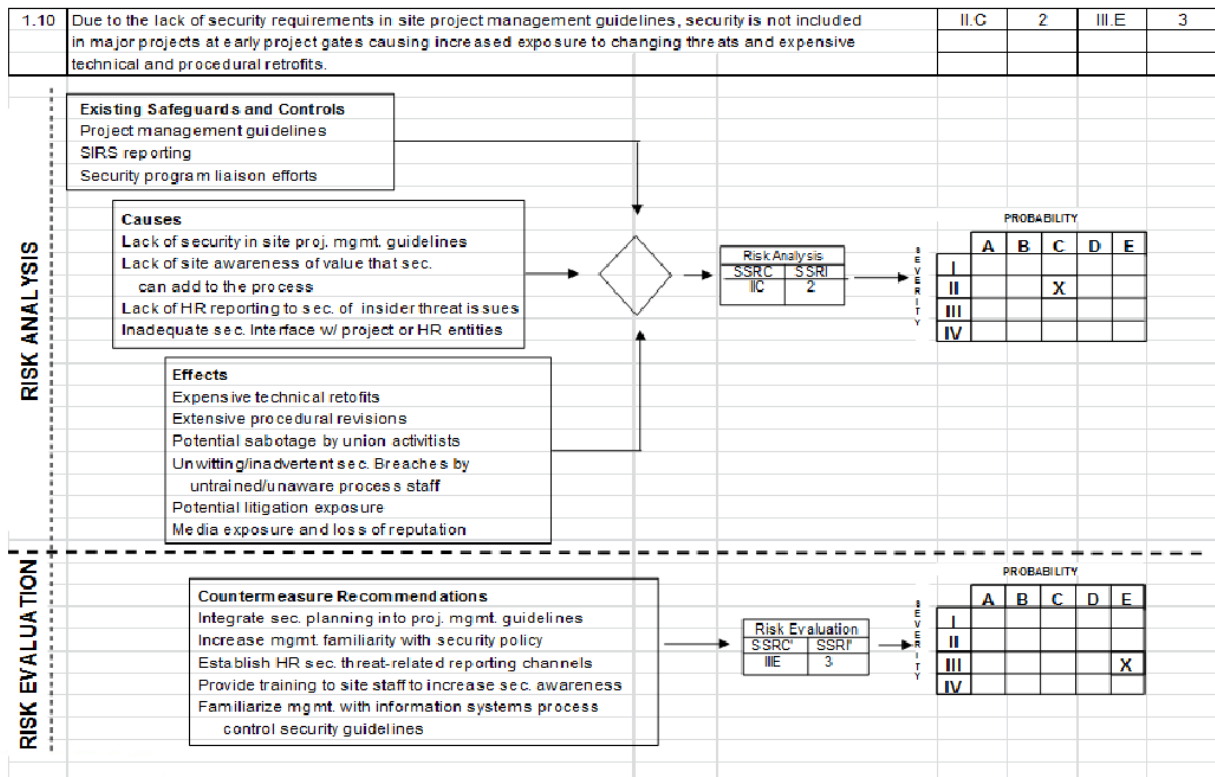 1.10 Due to the lack of security requirements in site project management guidelines, security is not included II.C 2 III.E 3
in major projects at early project gates causing increased exposure to changing threats and expensive
technical and procedural retrofits.
RISK ANALYSIS
Existing Safeguards and Controls
Project management guidelines
SIRS reporting
Security program liaison efforts
Causes
Lack of security in site proj. mgmt. guidelines
Lack of site awareness of value that sec.
can add to the process
Lack of HR reporting to sec. of insider threat issues
Inadequate sec. Interface w/ project or HR entities
Effects
Expensive technical retofits
Extensive procedural revisions
Potential sabotage by union activitists
Unwitting/inadvertent sec. Breaches by
untrained/unaware process staff
Potential litigation exposure
Media exposure and loss of reputation
Risk Analysis
SSRC SSRI
IIC 2
PROBABILITY
SEVERITY
A B C D E
I
II X
III
IV
RISK EVALUATION
Countermeasure Recommendations
Integrate sec. planning into proj. mgmt. guidelines
Increase mgmt. familiarity with security policy
Establish HR sec. threat-related reporting channels
Provide training to site staff to increase sec. awareness
Familiarize mgmt. with information systems process
control security guidelines
Risk Evaluation
SSRC' SSRI'
IIIE 3
PROBABILITY
SEVERITY
A B C D E
I
II
III X
IV